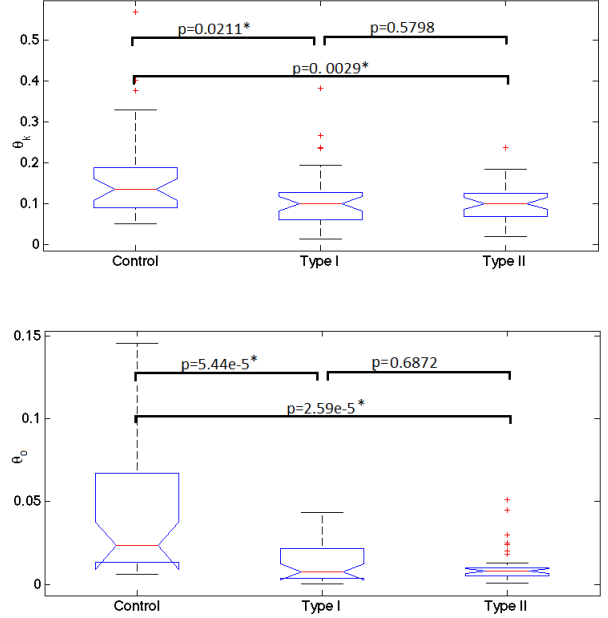 p=0.0211*
p=0.5798
0.5
p=0. 0029*
0.4
0.3
θk
0.2
0.1
0
Control
Type I
Type II
0.15
p=5.44e-5*
p=0.6872
0.1
p=2.59e-5*
θo
0.05
0
Control
Type I
Type II